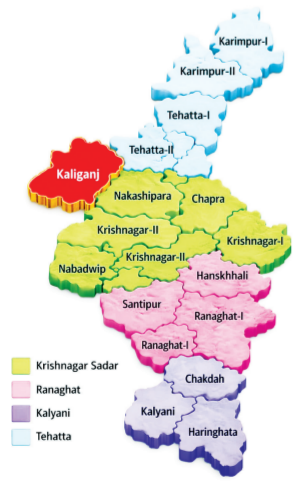 Karimpur-I
Karimpur-II
Tehatta-I
Tehatta-II
Kaliganj
Nakashipara
Chapra
Krishnagar-II
Krishnagar-I
Krishnagar-II
Nabadwip
Hanskhhali
Santipur
Ranaghat-I
Ranaghat-I
Chakdah
Kalyani
Haringhata
Krishnagar Sadar
Ranaghat
Kalyani
Tehatta